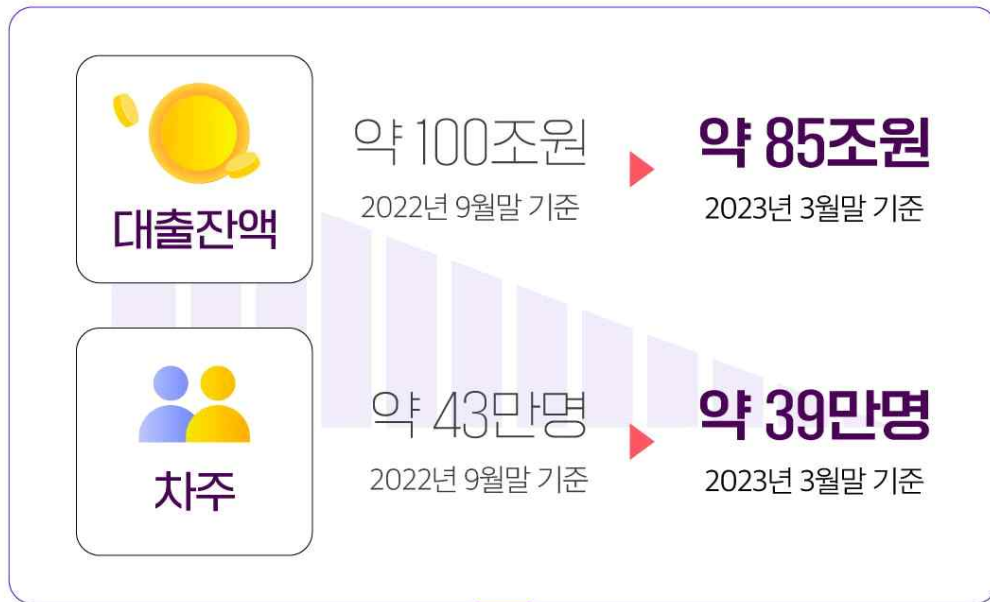 대출잔액
약 100조원
2022년 9월말 기준
약 85조원
2023년 3월말 기준
차주
약 43만명
2022년 9월말 기준
약 39만명
2023년 3월말 기준